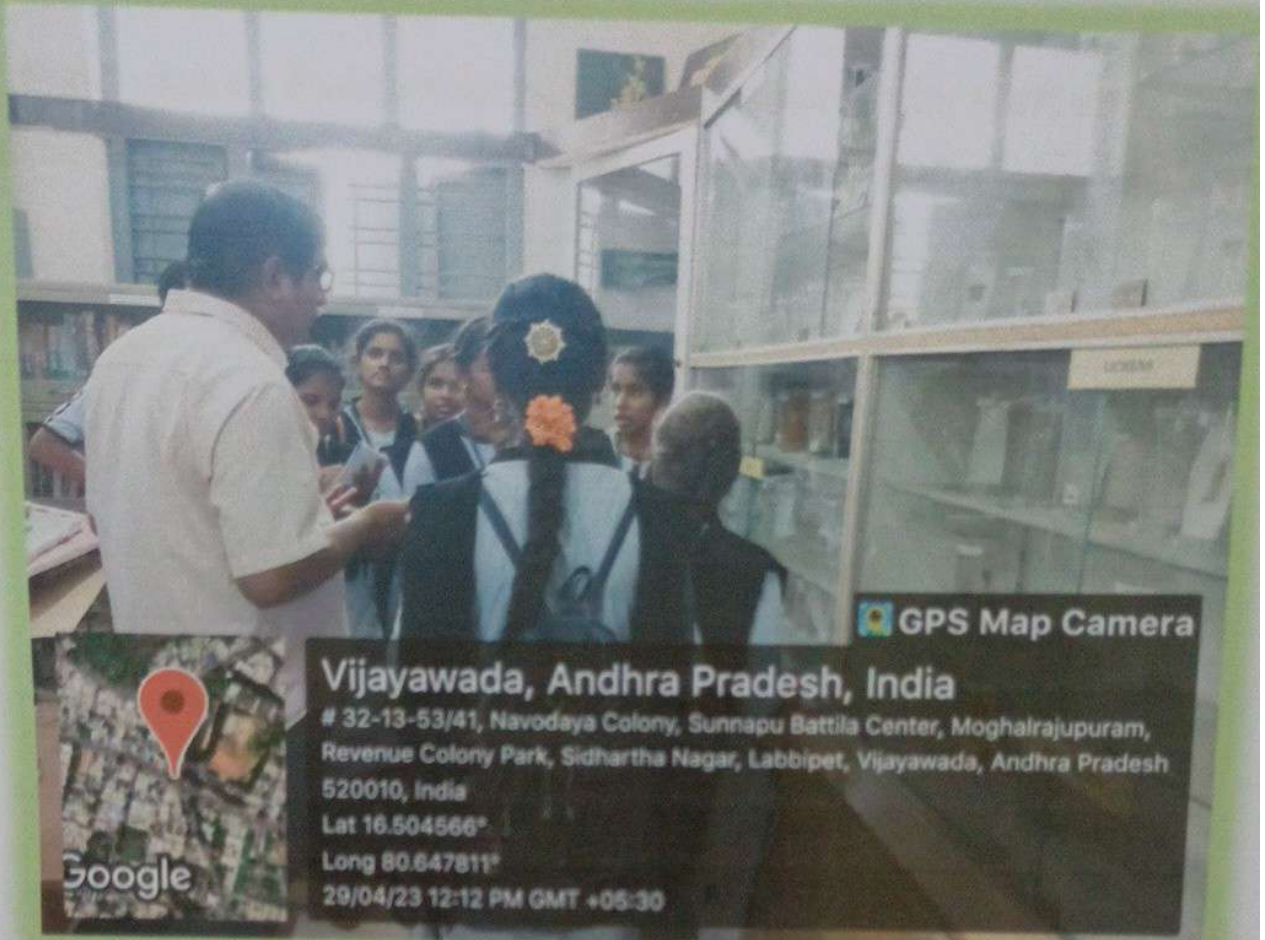 GPS Map Camera
Vijayawada, Andhra Pradesh, India
# 32-13-53/41, Navodaya Colony, Sunnapu Battila Center, Moghalrajupuram,
Revenue Colony Park, Sidhartha Nagar, Labbipet, Vijayawada, Andhra Pradesh
520010, India
Lat 16.504566°
Long 80.647811°
29/04/23 12:12 PM GMT +05:30
Google